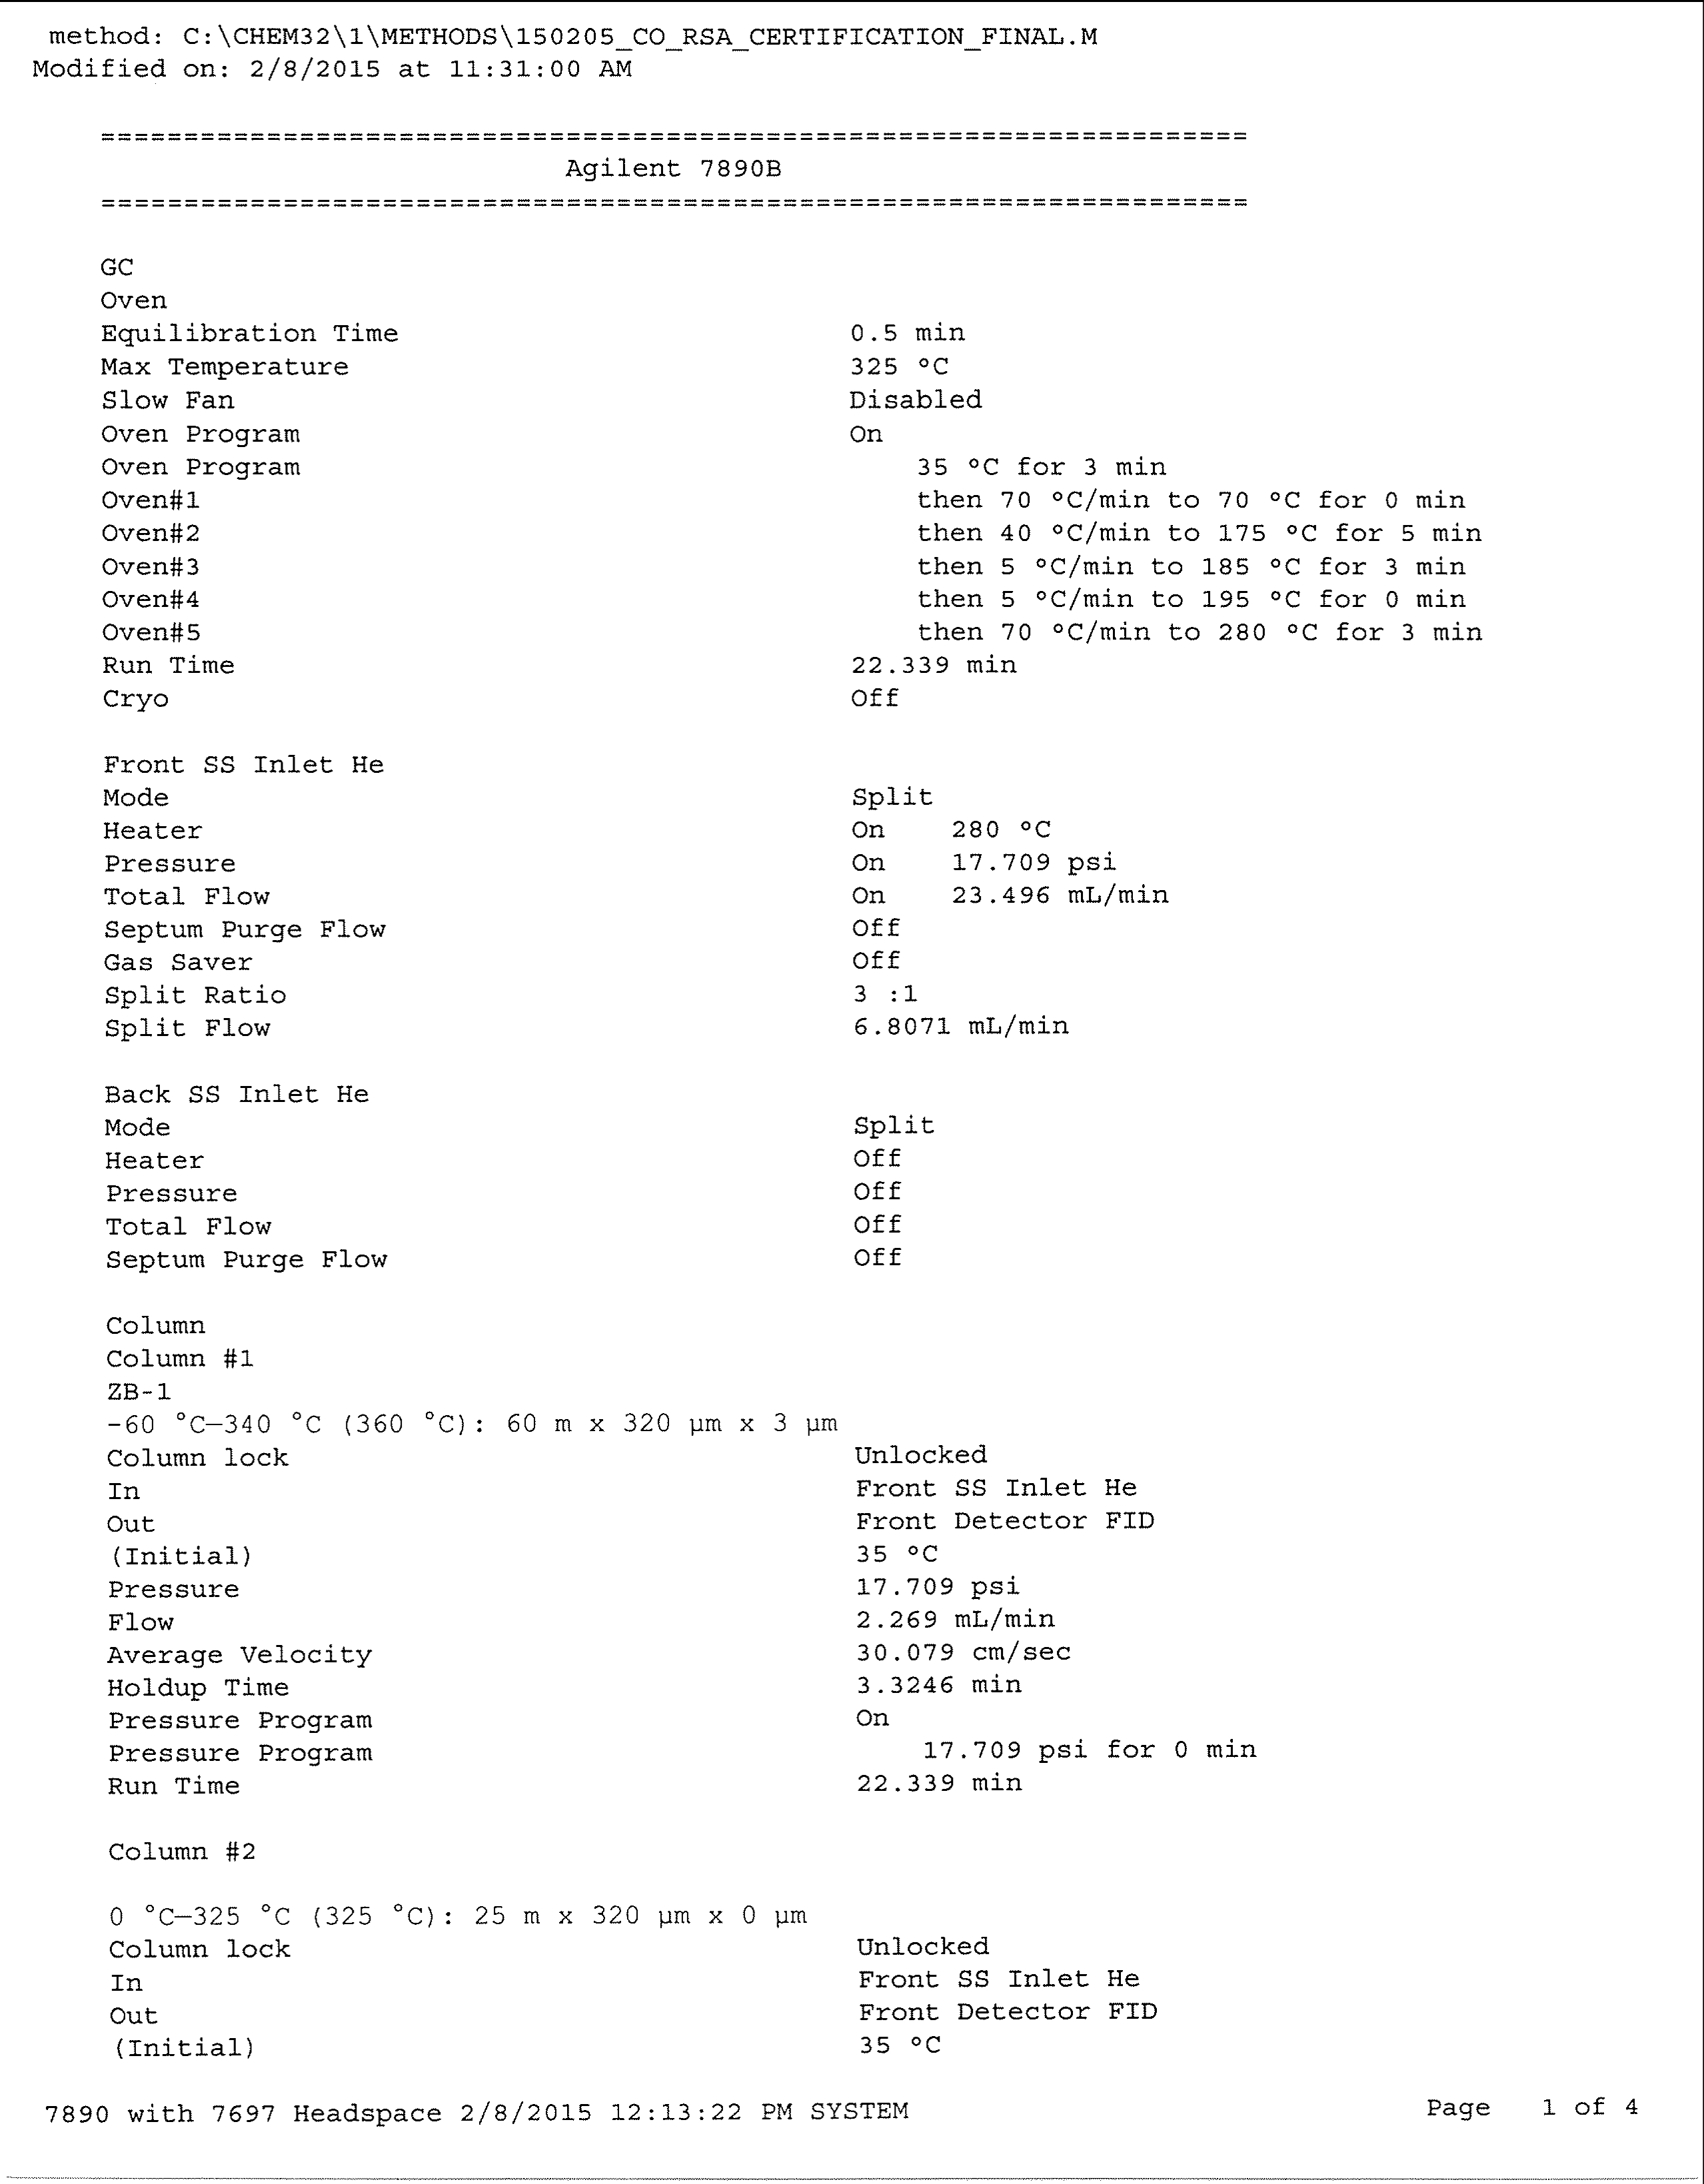 method: C:\CHEM32\1\METHODS\150205_CO_RSA_CERTIFICATION_FINAL.M
Modified on: 2/8/2015 at 11:31:00 AM
=====================================================================
Agilent 7890B
=====================================================================
GC
Oven
Equilibration Time 0.5 min
Max Temperature 325 °C
Slow Fan Disabled
Oven Program On
Oven Program 35 °C for 3 min
Oven#1 then 70 °C/min to 70 °C for 0 min
Oven#2 then 40 °C/min to 175 °C for 5 min
Oven#3 then 5 °C/min to 185 °C for 3 min
Oven#4 then 5 °C/min to 195 °C for 0 min
Oven#5 then 70 °C/min to 280 °C for 3 min
Run Time 22.339 min
Cryo Off
Front SS Inlet He
Mode Split
Heater On 280 °C
Pressure On 17.709 psi
Total Flow On 23.496 mL/min
Septum Purge Flow Off
Gas Saver Off
Split Ratio 3 :1
Split Flow 6.8071 mL/min
Back SS Inlet He
Mode Split
Heater Off
Pressure Off
Total Flow Off
Septum Purge Flow Off
Column
Column #1
ZB-1
-60 °C—340 °C (360 °C): 60 m x 320 µm x 3 µm
Column lock Unlocked
In Front SS Inlet He
Out Front Detector FID
(Initial) 35 °C
Pressure 17.709 psi
Flow 2.269 mL/min
Average Velocity 30.079 cm/sec
Holdup Time 3.3246 min
Pressure Program On
Pressure Program 17.709 psi for 0 min
Run Time 22.339 min
Column #2
0 °C—325 °C (325 °C): 25 m x 320 µm x 0 µm
Column lock Unlocked
In Front SS Inlet He
Out Front Detector FID
(Initial) 35 °C
7890 with 7697 Headspace 2/8/2015 12:13:22 PM SYSTEM Page 1 of 4